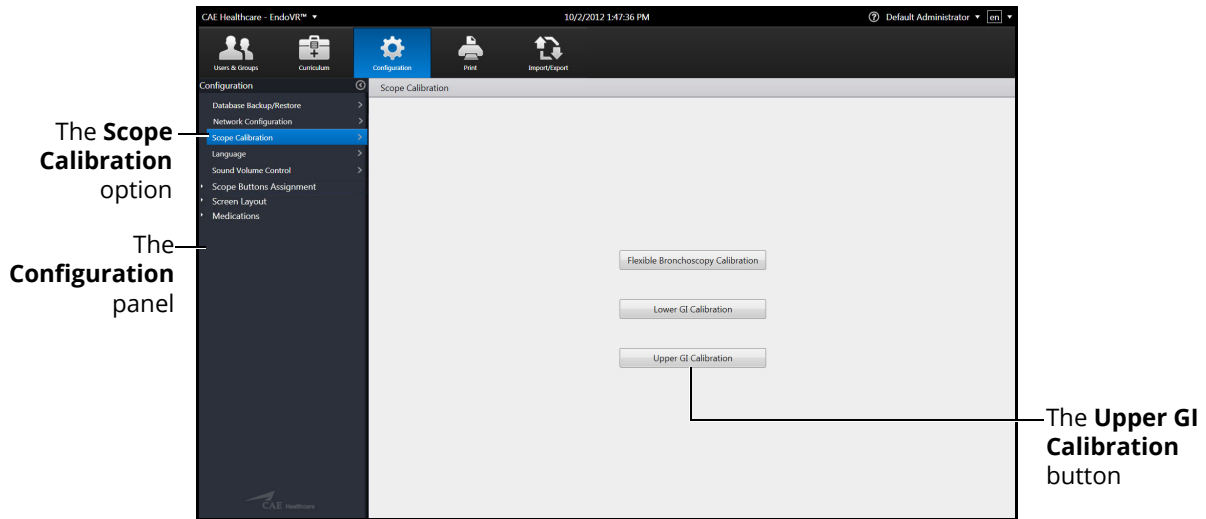 CAE Healthcare - EndoVR™
10/2/2012 1:47:36 PM
Default Administrator
en
Users & Groups
Curriculum
Configuration
Print
Import/Export
Configuration
Scope Calibration
Database Backup/Restore
Network Configuration
Scope Calibration
Language
Sound Volume Control
Scope Buttons Assignment
Screen Layout
Medications
The Scope
Calibration
option
The
Configuration
panel
Flexible Bronchoscopy Calibration
Lower GI Calibration
Upper GI Calibration
The Upper GI
Calibration
button
CAE Healthcare